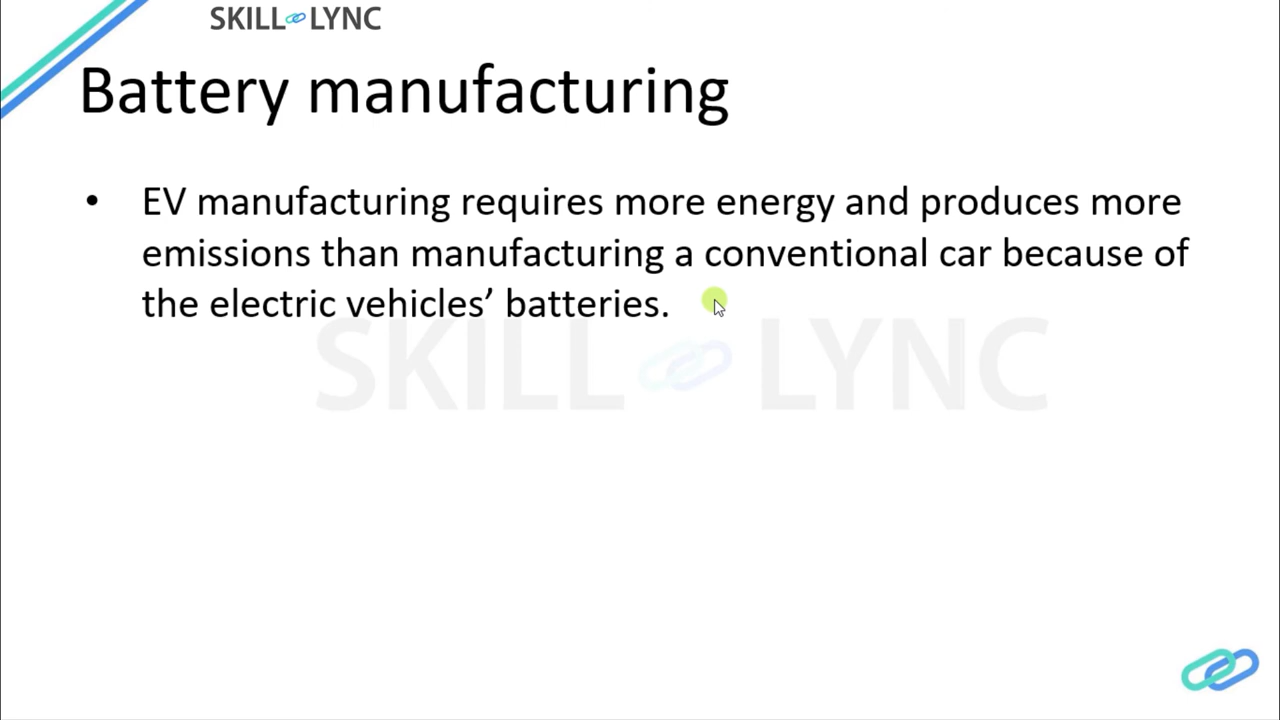 SKILL LYNC
Battery manufacturing
• EV manufacturing requires more energy and produces more
emissions than manufacturing a conventional car because of
the electric vehicles’ batteries.
SKILL LYNC